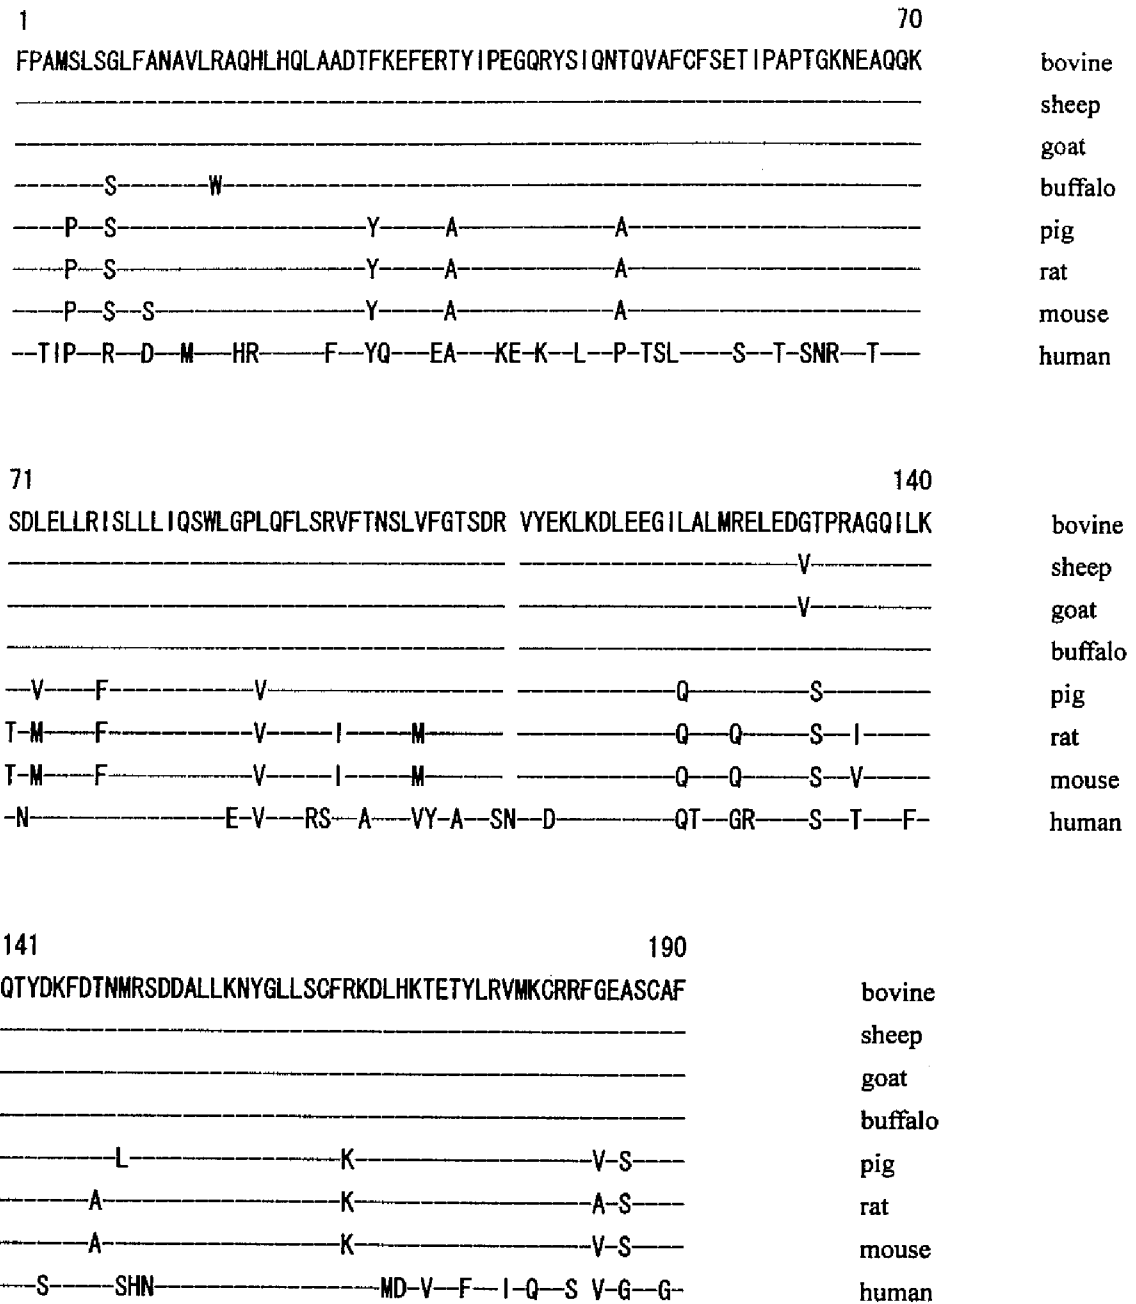 1 70
FPAMSLSGLFANAVLRAQHLHQLAADTFKEFERTYIPEGQRYSIQNTQVAFCFSETIPAPTGKNEAQQK bovine
---------------------------------------------------------------------- sheep
---------------------------------------------------------------------- goat
-------S-------W------------------------------------------------------ buffalo
----P--S-------------------Y-----A------------A----------------------- pig
----P--S-------------------Y-----A------------A----------------------- rat
----P--S--S----------------Y-----A------------A----------------------- mouse
--TIP--R--D--M---HR-----F--YQ---EA---KE-K--L--P-TSL----S--T-SNR--T--- human
71 140
SDLELLRISLLLIQSWLGPLQFLSRVFTNSLVFGTSDR VYEKLKDLEEGILALMRELEDGTPRAGQILK bovine
-------------------------------------- ----------------------V--------- sheep
-------------------------------------- ----------------------V--------- goat
-------------------------------------- -------------------------------- buffalo
--V----F-----------V------------------ ------------Q---------S-------- pig
T-M----F-----------V-----I-----M------ ------------Q---Q-----S--I----- rat
T-M----F-----------V-----I-----M------ ------------Q---Q-----S--V----- mouse
-N---------------E-V---RS--A---VY-A--SN--D---------QT--GR----S--T---F- human
141 190
QTYDKFDTNMRSDDALLKNYGLLSCFRKDLHKTETYLRVMKCRRFGEASCAF bovine
---------------------------------------------------- sheep
---------------------------------------------------- goat
---------------------------------------------------- buffalo
---------L----------------K------------------V-S---- pig
-------A------------------K------------------A-S---- rat
-------A------------------K------------------V-S---- mouse
---S-----SHN-----------------MD-V--F--I-Q--S V-G--G- human